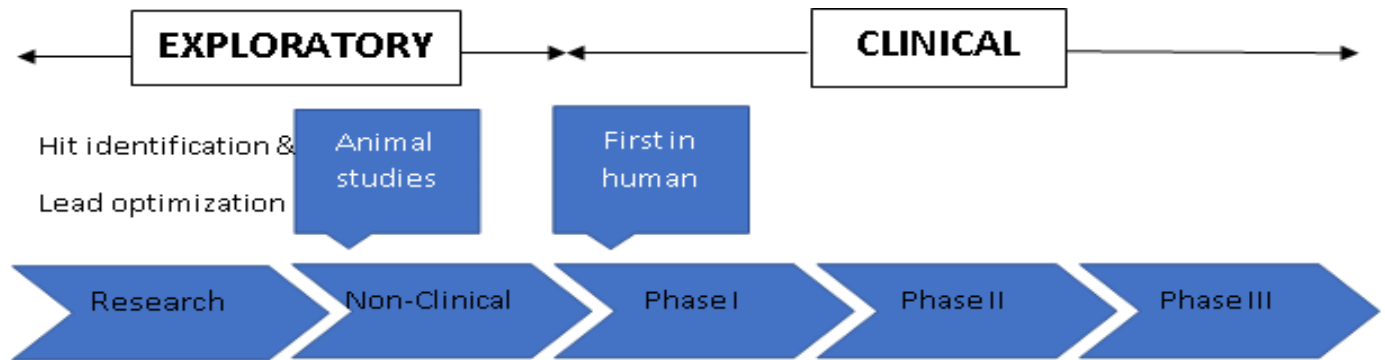 EXPLORATORY
CLINICAL
Hit identification &
Lead optimization
Animal
studies
First in
human
Research
Non-Clinical
Phase I
Phase II
Phase III